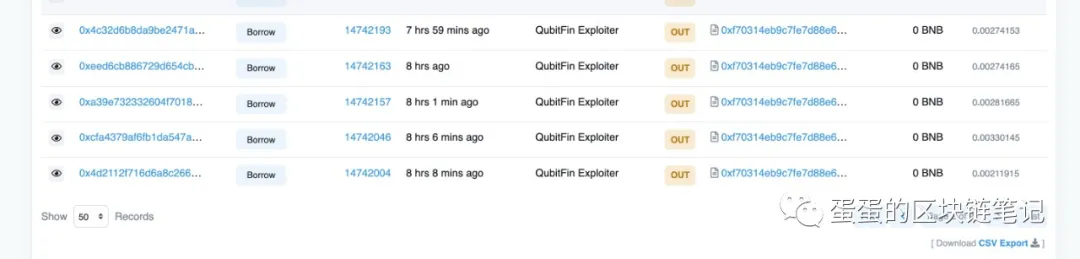 0x4c32d6b8da9be2471a... Borrow 14742193 7 hrs 59 mins ago QubitFin Exploiter OUT 0xf70314eb9c7fe7d88e6... 0 BNB 0.00274153
0xeed6cb886729d654cb... Borrow 14742163 8 hrs ago QubitFin Exploiter OUT 0xf70314eb9c7fe7d88e6... 0 BNB 0.00274165
0xa39e732332604f7018... Borrow 14742157 8 hrs 1 min ago QubitFin Exploiter OUT 0xf70314eb9c7fe7d88e6... 0 BNB 0.00281665
0xcfa4379af6fb1da547a... Borrow 14742046 8 hrs 6 mins ago QubitFin Exploiter OUT 0xf70314eb9c7fe7d88e6... 0 BNB 0.00330145
0x4d2112f716d6a8c266... Borrow 14742004 8 hrs 8 mins ago QubitFin Exploiter OUT 0xf70314eb9c7fe7d88e6... 0 BNB 0.00211915
Show 50 Records
蛋蛋的区块链笔记
[ Download CSV Export ]